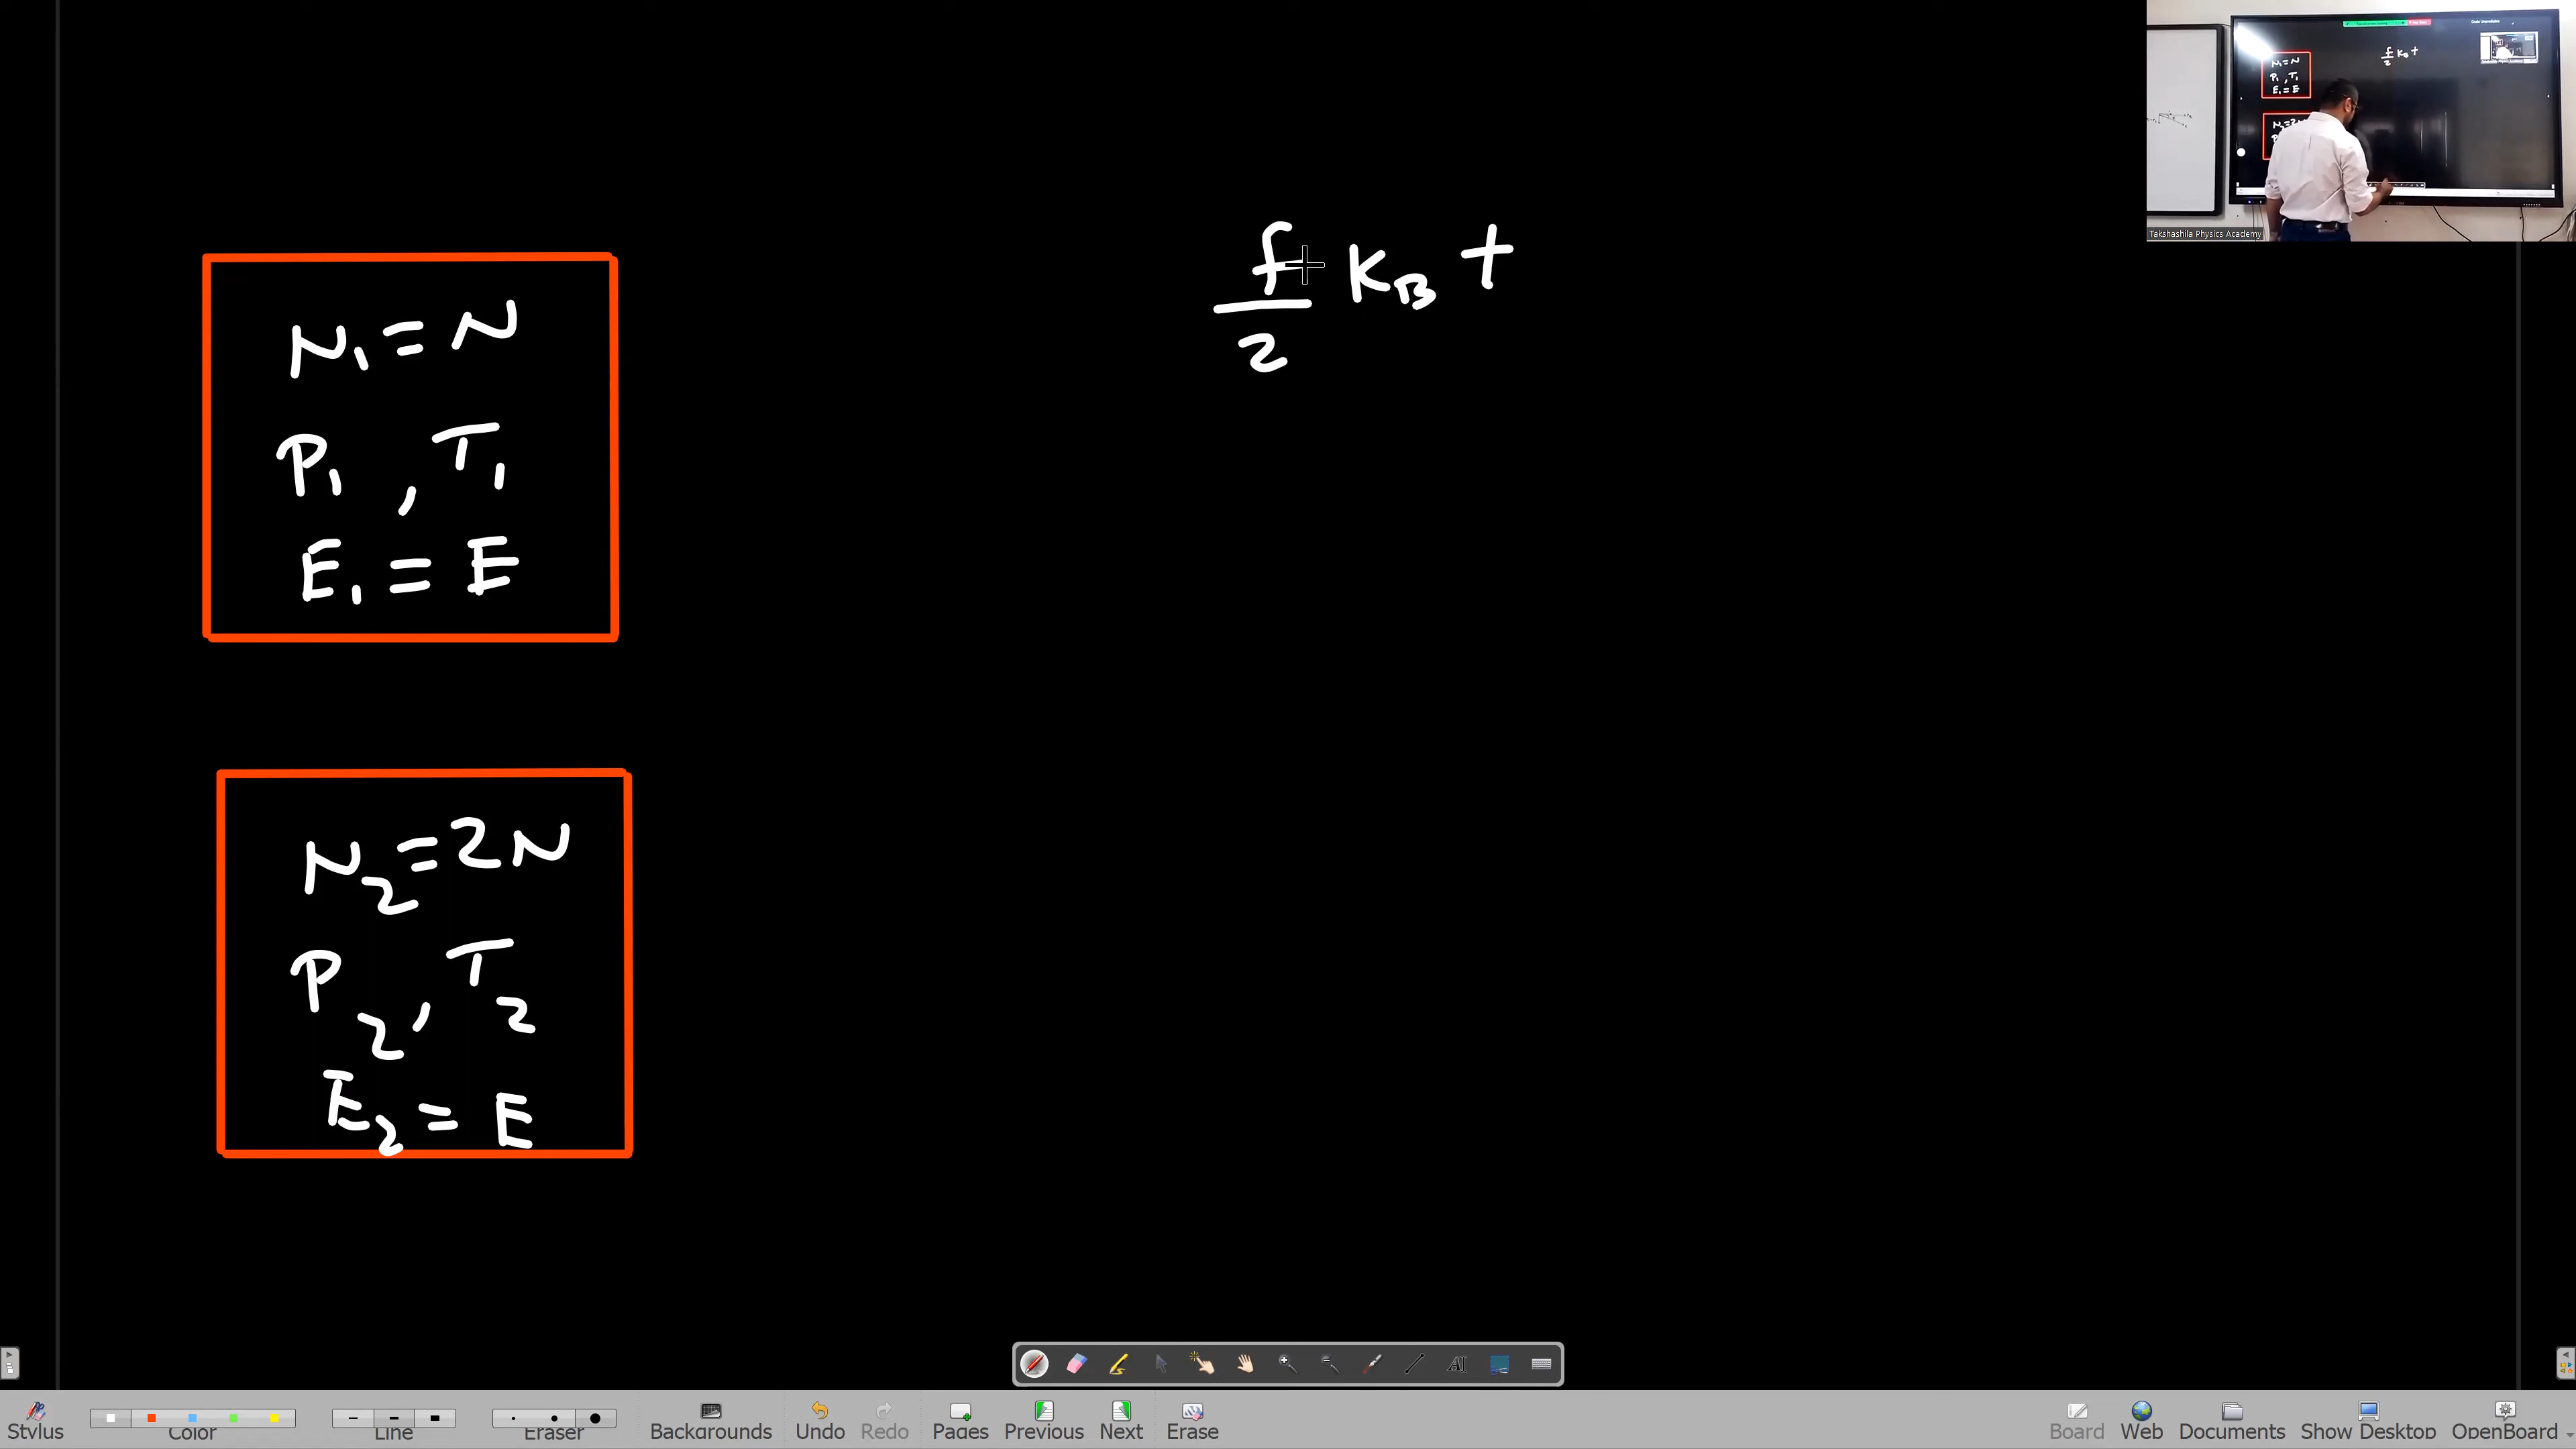 f/2 KB +
N1 = N
P1 , T1
E1 = E
N2 = 2N
P2 , T2
E2 = E
Takshashila Physics Academy
Stylus Color Line Eraser Backgrounds Undo Redo Pages Previous Next Erase Board Web Documents Show Desktop OpenBoard